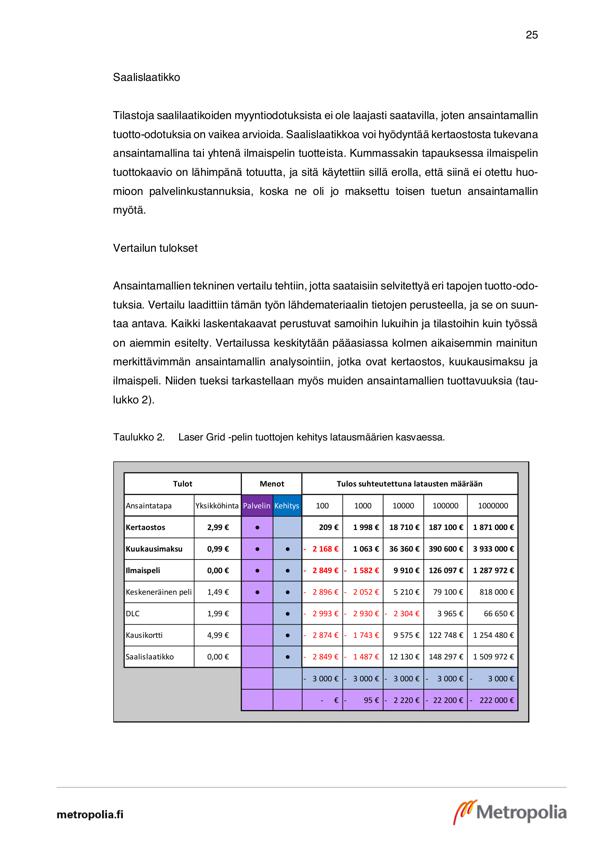 25
Saalislaatikko
Tilastoja saalilaatikoiden myyntiodotuksista ei ole laajasti saatavilla, joten ansaintamallin
tuotto-odotuksia on vaikea arvioida. Saalislaatikkoa voi hyödyntää kertaostosta tukevana
ansaintamallina tai yhtenä ilmaispelin tuotteista. Kummassakin tapauksessa ilmaispelin
tuottokaavio on lähimpänä totuutta, ja sitä käytettiin sillä erolla, että siinä ei otettu huo-
mioon palvelinkustannuksia, koska ne oli jo maksettu toisen tuetun ansaintamallin
myötä.
Vertailun tulokset
Ansaintamallien tekninen vertailu tehtiin, jotta saataisiin selvitettyä eri tapojen tuotto-odo-
tuksia. Vertailu laadittiin tämän työn lähdemateriaalin tietojen perusteella, ja se on suun-
taa antava. Kaikki laskentakaavat perustuvat samoihin lukuihin ja tilastoihin kuin työssä
on aiemmin esitelty. Vertailussa keskitytään pääasiassa kolmen aikaisemmin mainitun
merkittävimmän ansaintamallin analysointiin, jotka ovat kertaostos, kuukausimaksu ja
ilmaispeli. Niiden tueksi tarkastellaan myös muiden ansaintamallien tuottavuuksia (tau-
lukko 2).
Taulukko 2. Laser Grid -pelin tuottojen kehitys latausmäärien kasvaessa.
Tulot Menot Tulos suhteutettuna latausten määrään
Ansaintatapa Yksikköhinta Palvelin Kehitys 100 1000 10000 100000 1000000
Kertaostos 2,99 € ● 209 € 1 998 € 18 710 € 187 100 € 1 871 000 €
Kuukausimaksu 0,99 € ● ● - 2 168 € 1 063 € 36 360 € 390 600 € 3 933 000 €
Ilmaispeli 0,00 € ● ● - 2 849 € - 1 582 € 9 910 € 126 097 € 1 287 972 €
Keskeneräinen peli 1,49 € ● ● - 2 896 € - 2 052 € 5 210 € 79 100 € 818 000 €
DLC 1,99 € ● - 2 993 € - 2 930 € - 2 304 € 3 965 € 66 650 €
Kausikortti 4,99 € ● - 2 874 € - 1 743 € 9 575 € 122 748 € 1 254 480 €
Saalislaatikko 0,00 € ● - 2 849 € - 1 487 € 12 130 € 148 297 € 1 509 972 €
- 3 000 € - 3 000 € - 3 000 € - 3 000 € - 3 000 €
- € - 95 € - 2 220 € - 22 200 € - 222 000 €
metropolia.fi Metropolia